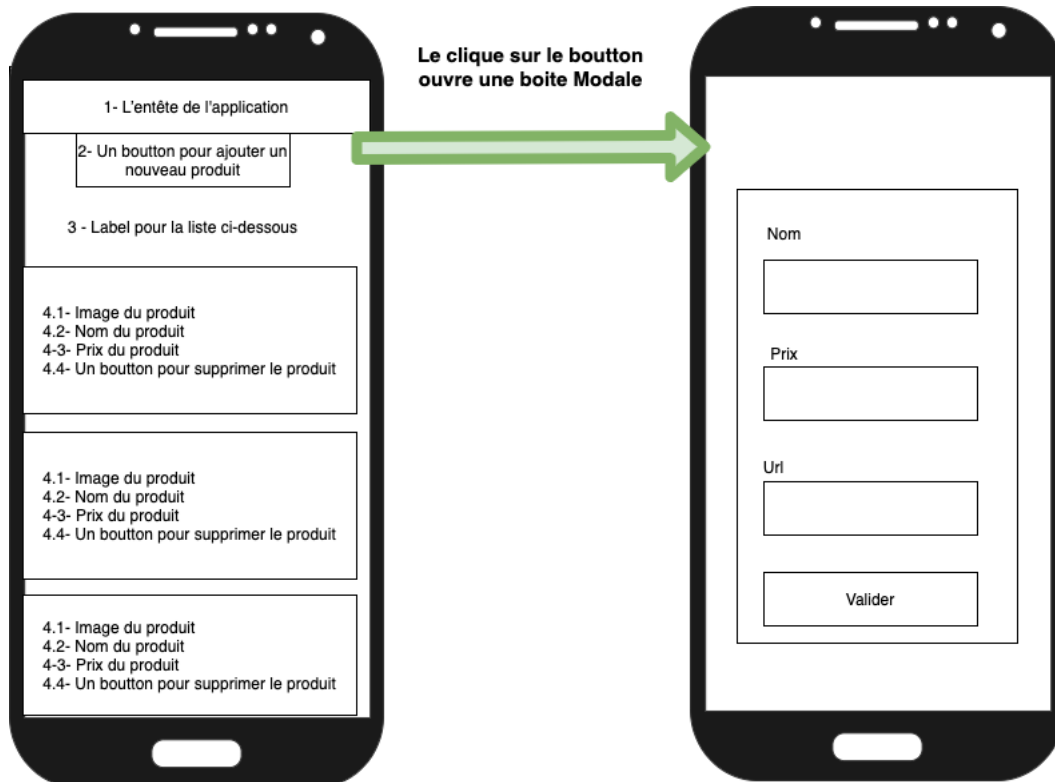 Le clique sur le boutton
ouvre une boite Modale
1- L'entête de l'application
2- Un boutton pour ajouter un
nouveau produit
3 - Label pour la liste ci-dessous
4.1- Image du produit
4.2- Nom du produit
4-3- Prix du produit
4.4- Un boutton pour supprimer le produit
4.1- Image du produit
4.2- Nom du produit
4-3- Prix du produit
4.4- Un boutton pour supprimer le produit
4.1- Image du produit
4.2- Nom du produit
4-3- Prix du produit
4.4- Un boutton pour supprimer le produit
Nom
Prix
Url
Valider